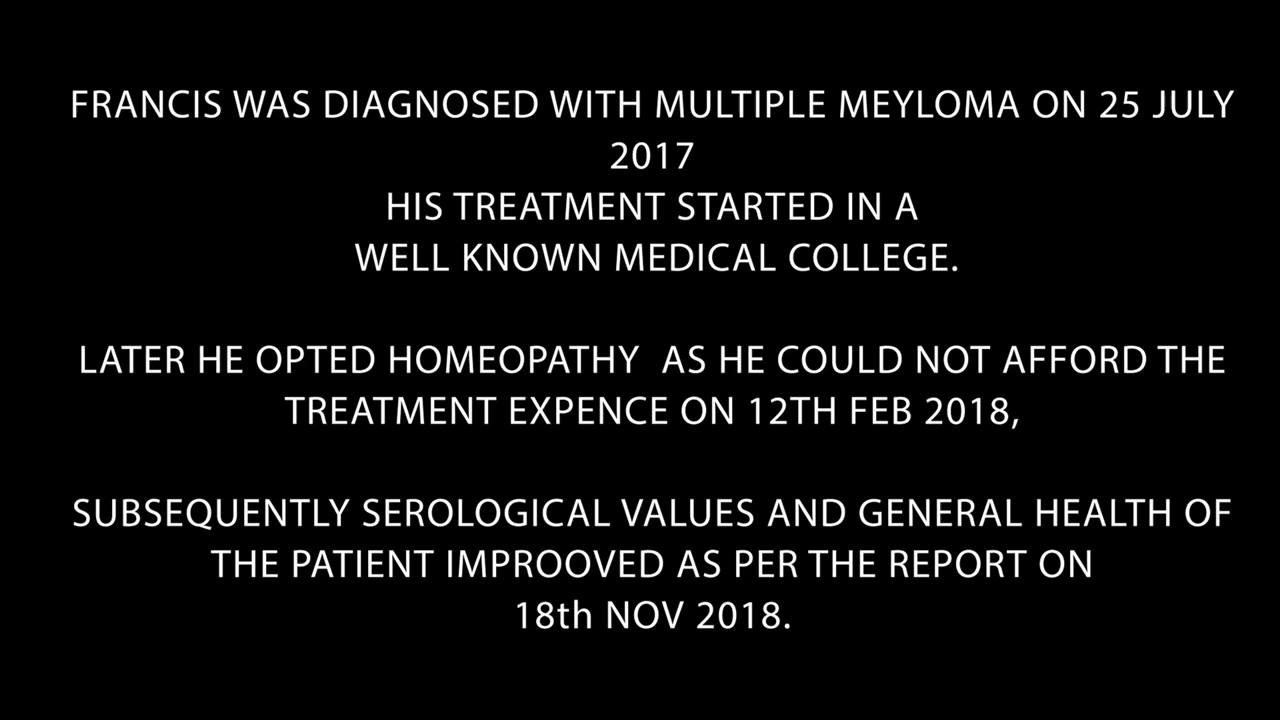 FRANCIS WAS DIAGNOSED WITH MULTIPLE MEYLOMA ON 25 JULY
2017
HIS TREATMENT STARTED IN A
WELL KNOWN MEDICAL COLLEGE.
LATER HE OPTED HOMEOPATHY  AS HE COULD NOT AFFORD THE
TREATMENT EXPENCE ON 12TH FEB 2018,
SUBSEQUENTLY SEROLOGICAL VALUES AND GENERAL HEALTH OF
THE PATIENT IMPROOVED AS PER THE REPORT ON
18th NOV 2018.